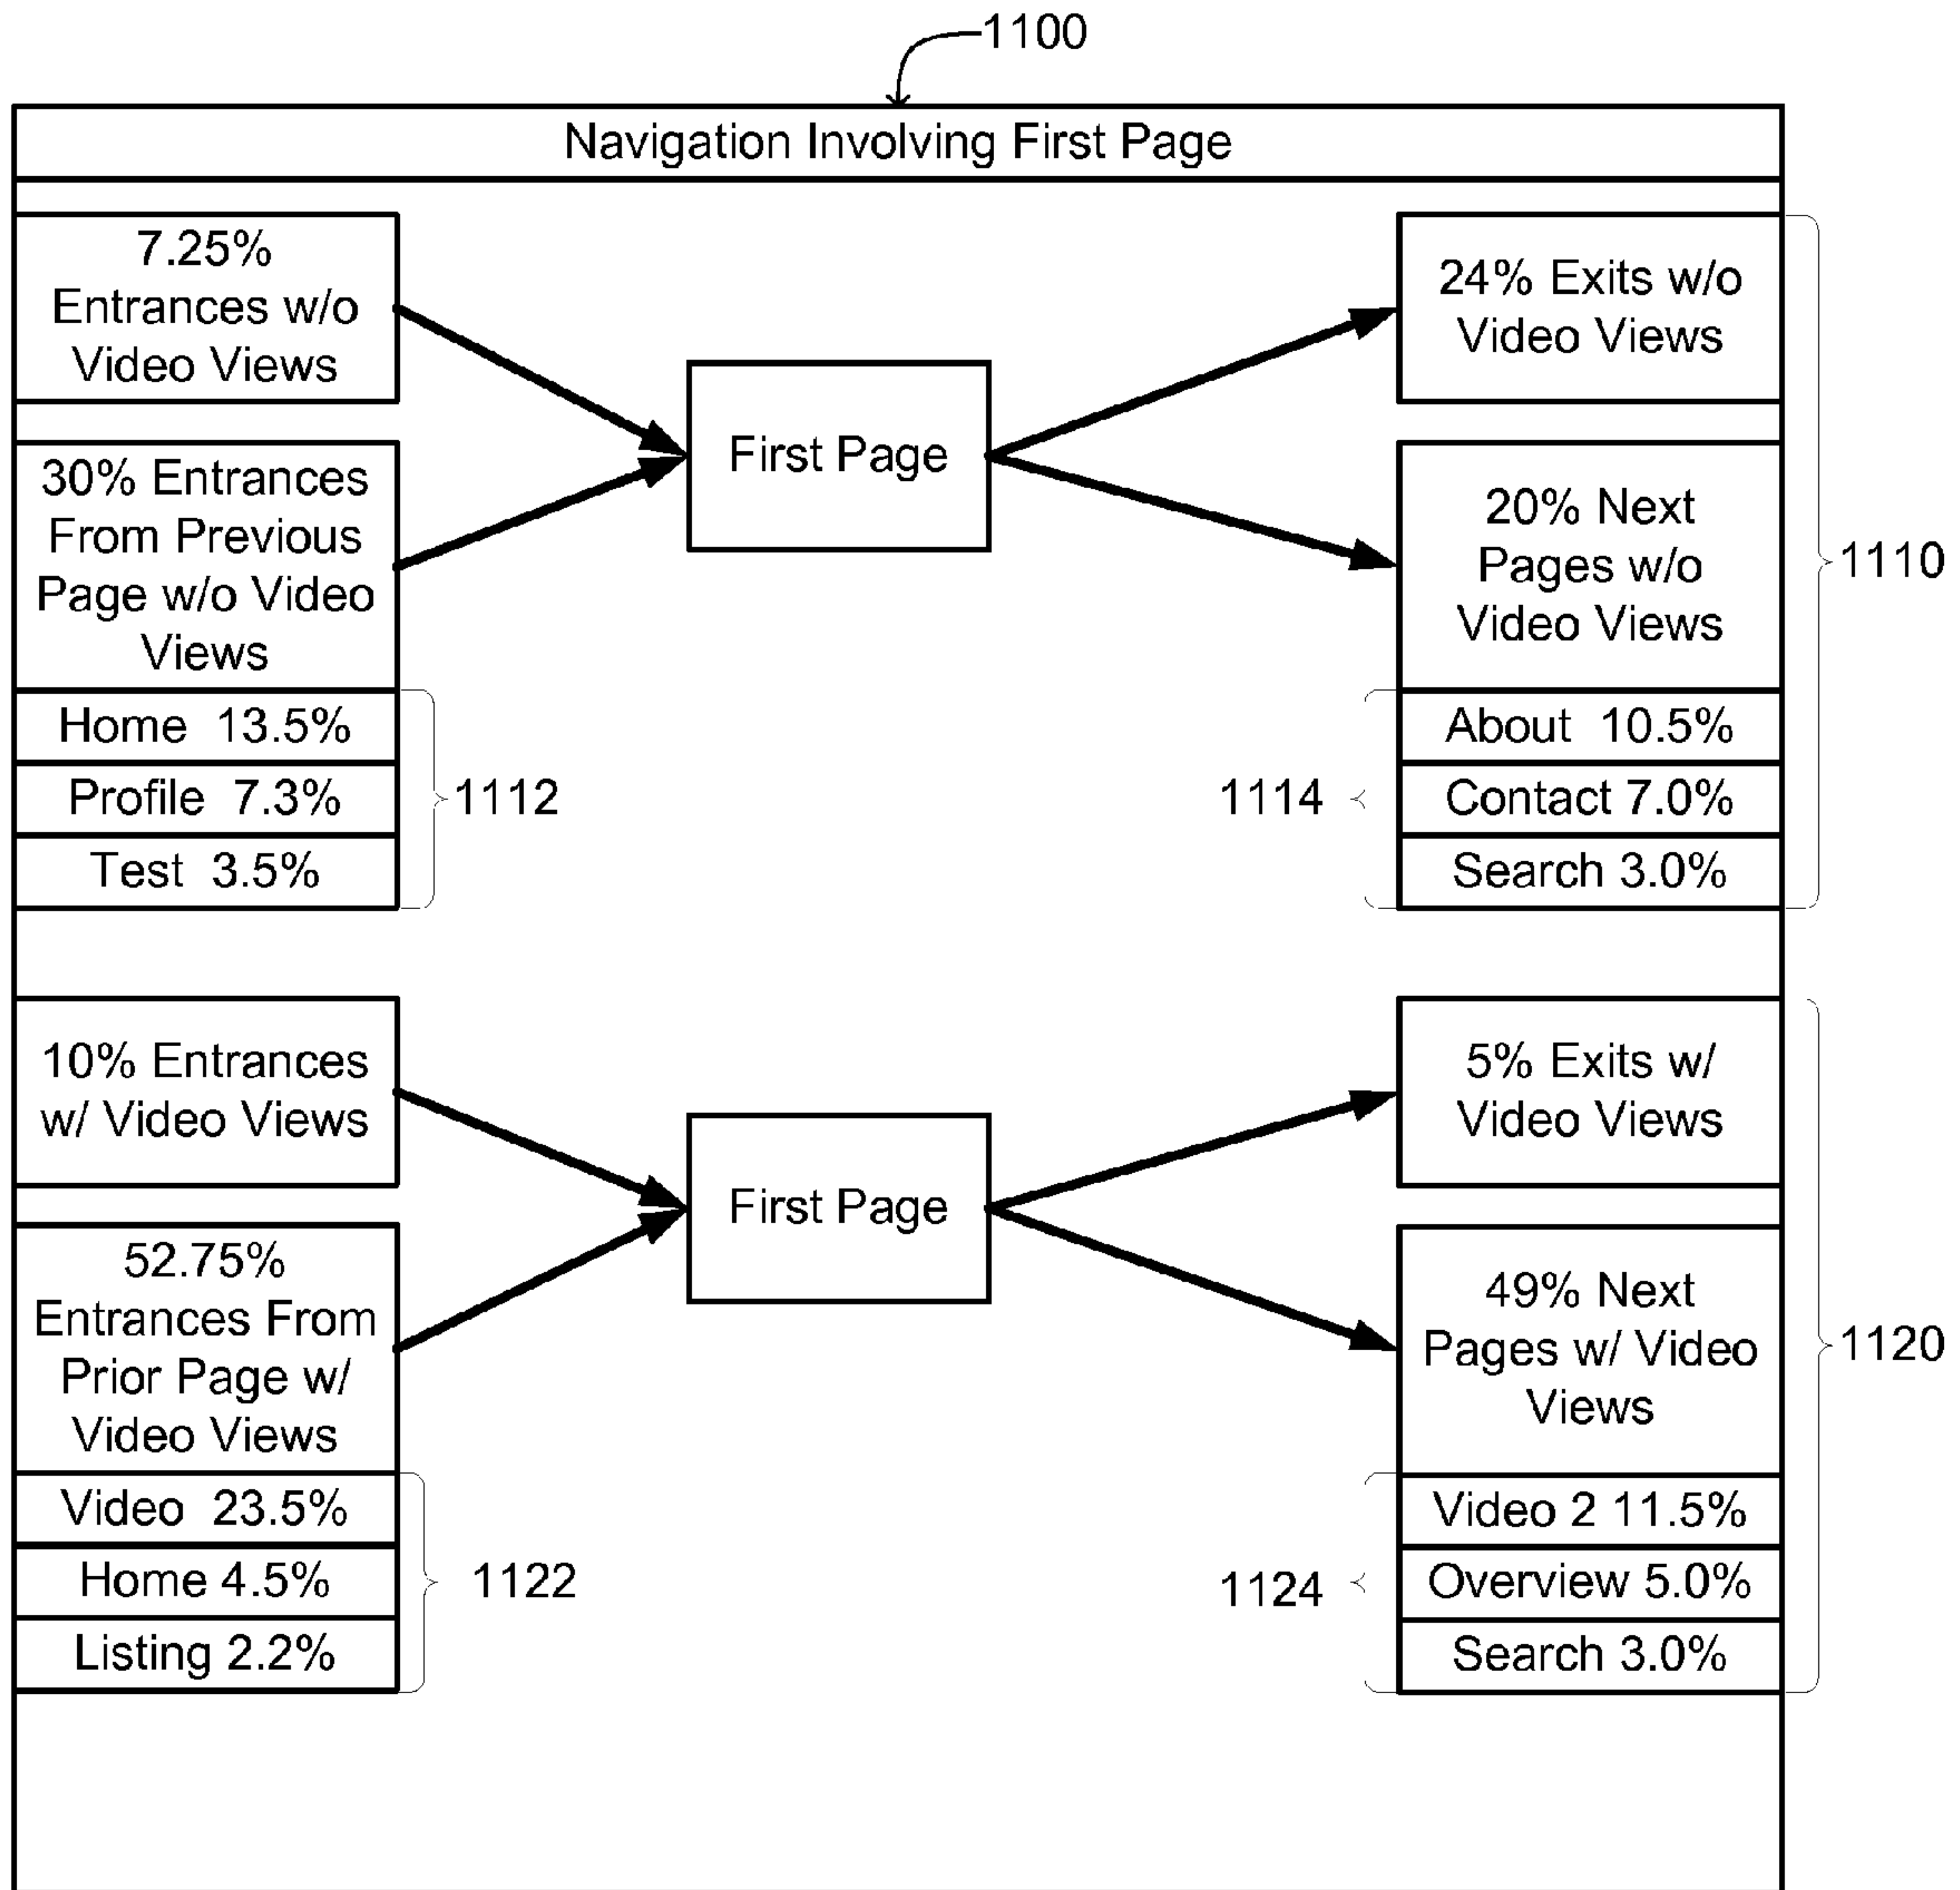 1100
Navigation Involving First Page
7.25%
Entrances w/o
Video Views
30% Entrances
From Previous
Page w/o Video
Views
Home 13.5%
Profile 7.3%
Test 3.5%
1112
First Page
24% Exits w/o
Video Views
20% Next
Pages w/o
Video Views
About 10.5%
Contact 7.0%
Search 3.0%
1114
1110
10% Entrances
w/ Video Views
52.75%
Entrances From
Prior Page w/
Video Views
Video 23.5%
Home 4.5%
Listing 2.2%
1122
First Page
5% Exits w/
Video Views
49% Next
Pages w/ Video
Views
Video 2 11.5%
Overview 5.0%
Search 3.0%
1124
1120